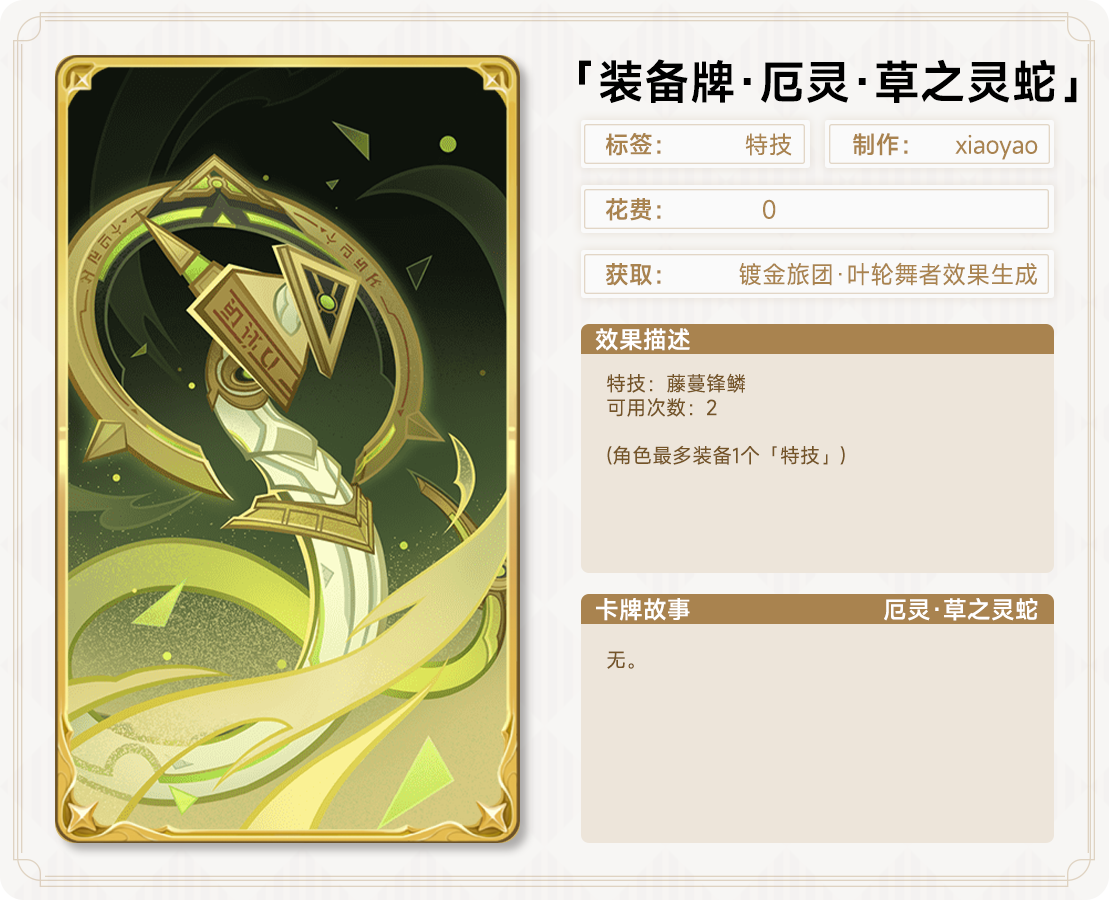 「装备牌·厄灵·草之灵蛇」
标签： 特技
制作： xiaoyao
花费： 0
获取： 镀金旅团·叶轮舞者效果生成
效果描述
特技：藤蔓锋鳞
可用次数：2
(角色最多装备1个「特技」)
卡牌故事 厄灵·草之灵蛇
无。